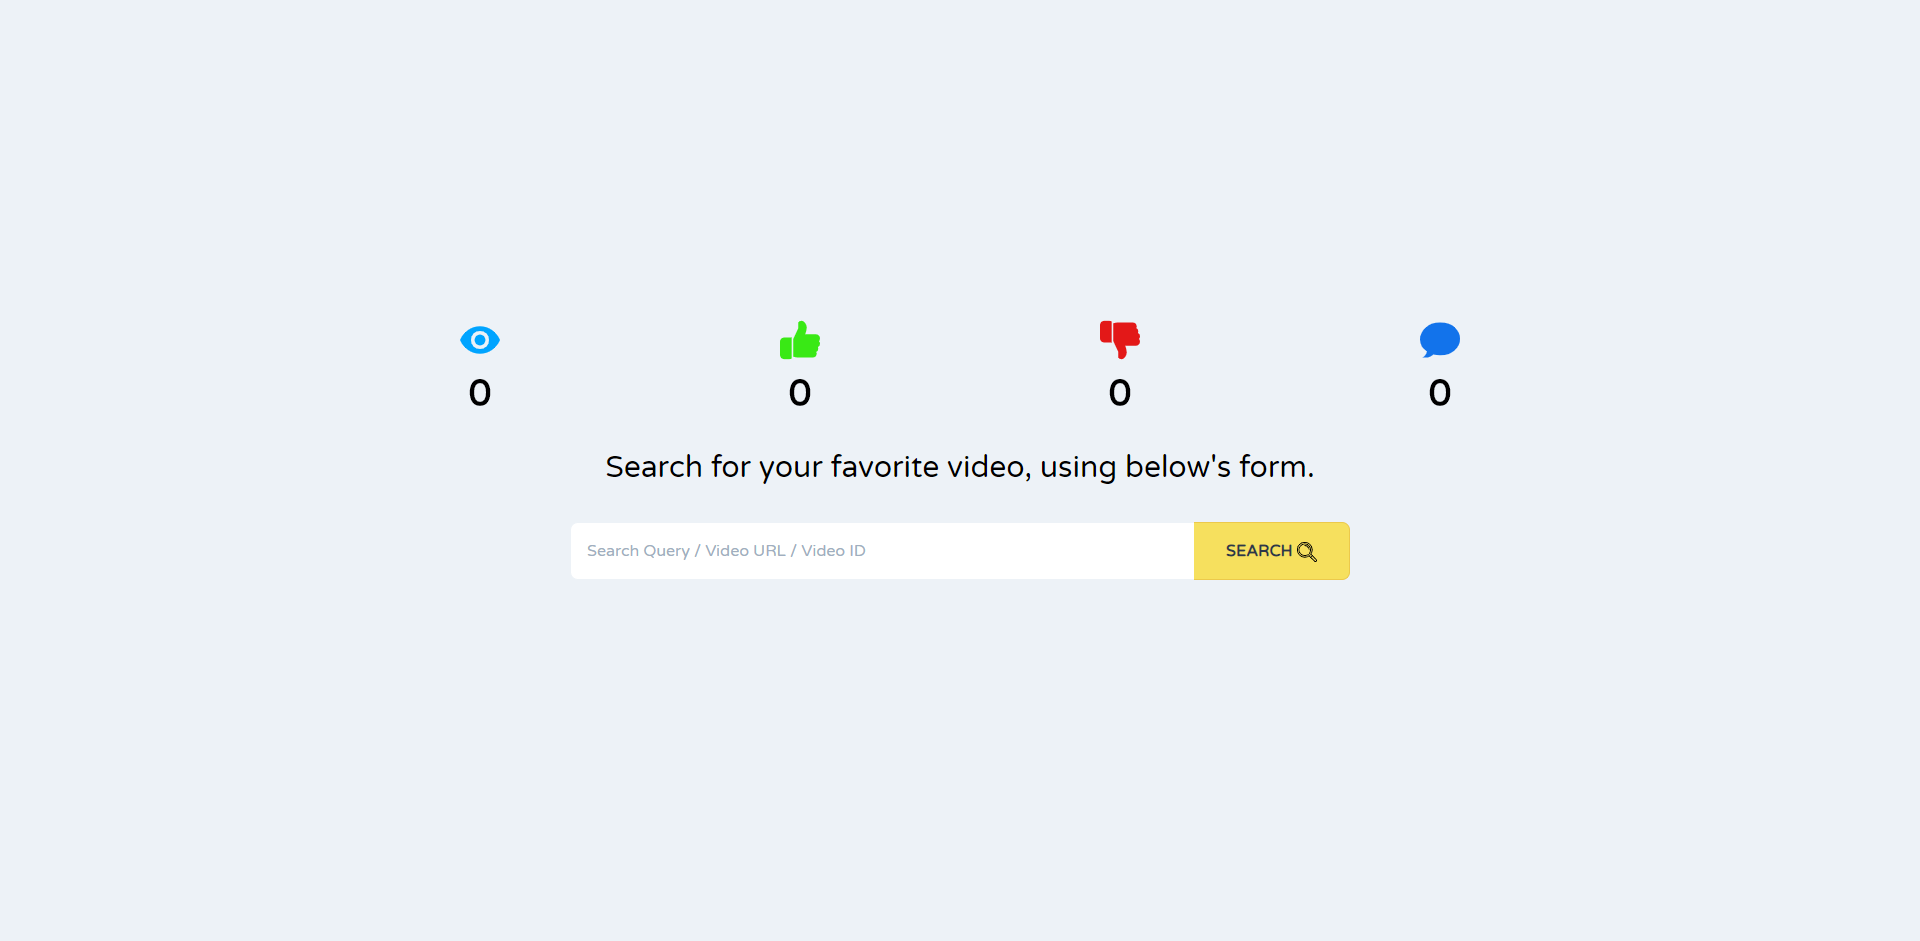 0 0 0 0
Search for your favorite video, using below's form.
Search Query / Video URL / Video ID SEARCH